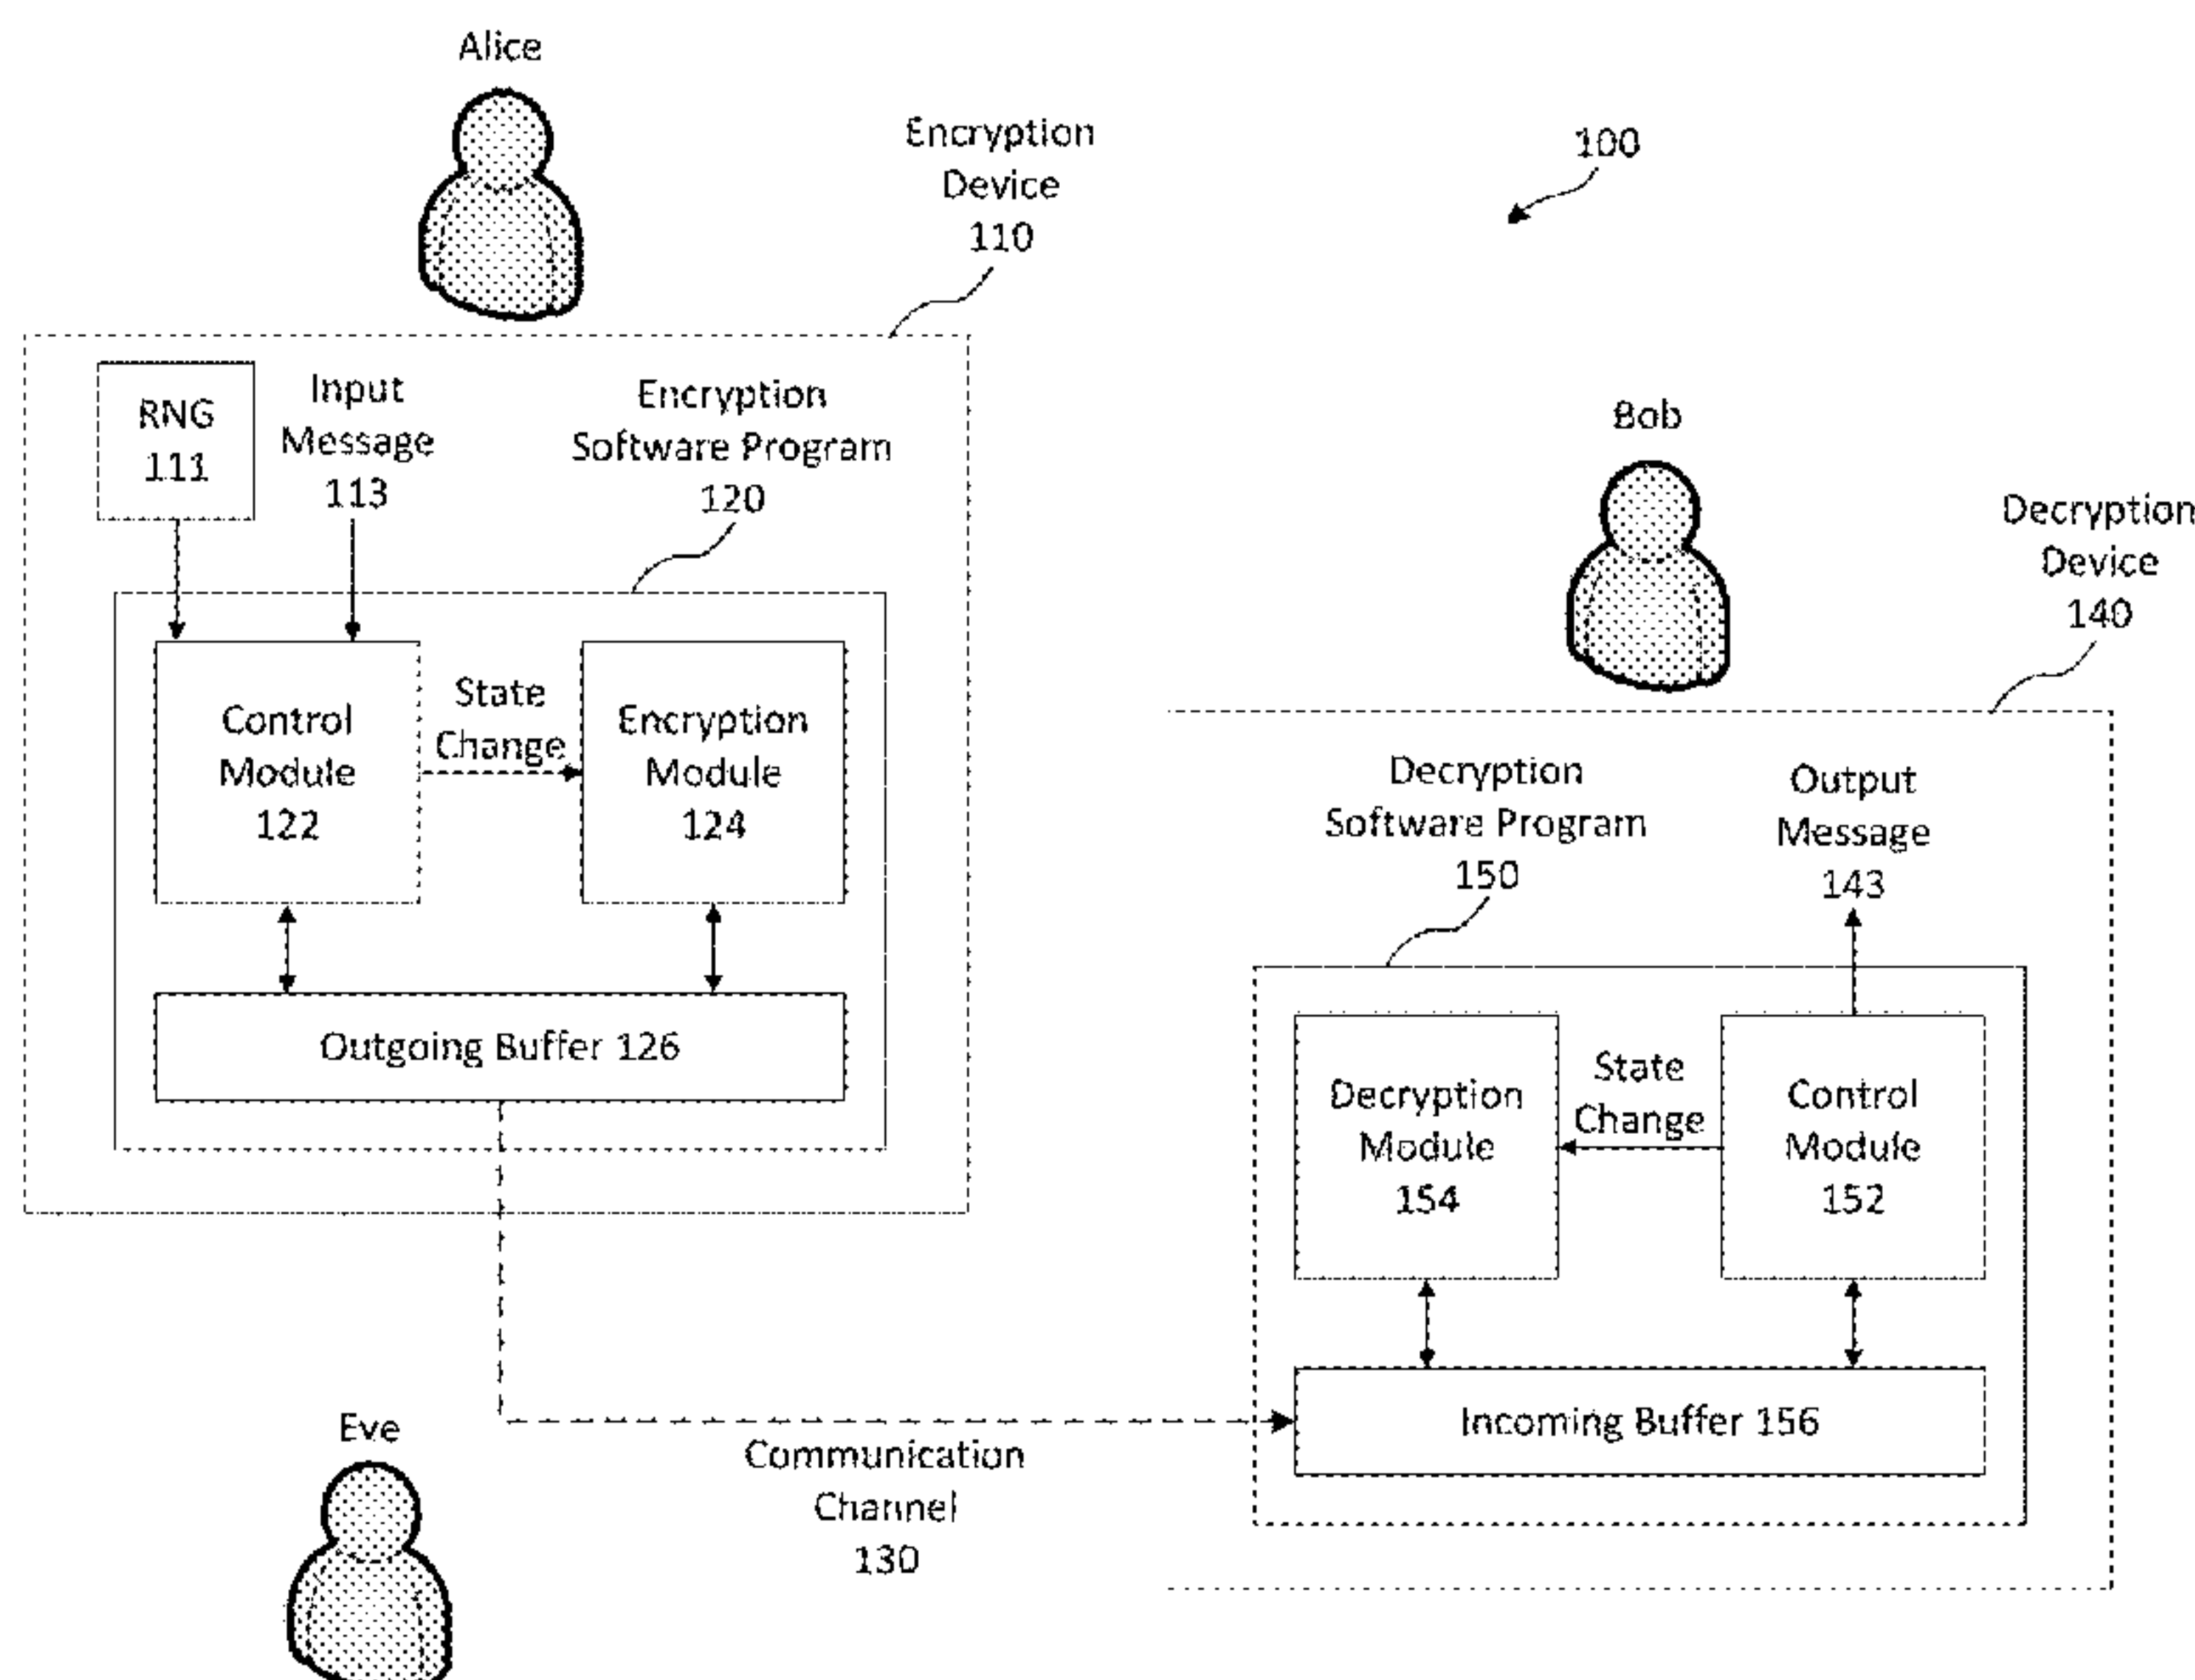 Alice
Encryption
Device
110
100
RNG
111
Input
Message
113
Encryption
Software Program
120
Control
Module
122
State
Change
Encryption
Module
124
Outgoing Buffer 126
Bob
Decryption
Device
140
Decryption
Software Program
150
Output
Message
143
Decryption
Module
154
State
Change
Control
Module
152
Incoming Buffer 156
Communication
Channel
130
Eve